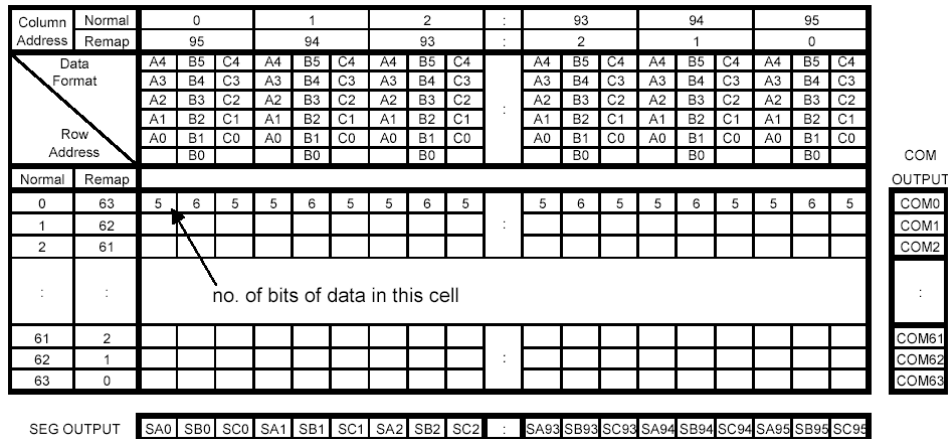 Column Normal 0 1 2 : 93 94 95
Address Remap 95 94 93 : 2 1 0
Data A4 B5 C4 A4 B5 C4 A4 B5 C4 A4 B5 C4 A4 B5 C4 A4 B5 C4
Format A3 B4 C3 A3 B4 C3 A3 B4 C3 A3 B4 C3 A3 B4 C3 A3 B4 C3
A2 B3 C2 A2 B3 C2 A2 B3 C2 : A2 B3 C2 A2 B3 C2 A2 B3 C2
A1 B2 C1 A1 B2 C1 A1 B2 C1 A1 B2 C1 A1 B2 C1 A1 B2 C1
Row A0 B1 C0 A0 B1 C0 A0 B1 C0 A0 B1 C0 A0 B1 C0 A0 B1 C0
Address B0 B0 B0 B0 B0 B0 COM
Normal Remap OUTPUT
0 63 5 6 5 5 6 5 5 6 5 5 6 5 5 6 5 5 6 5 COM0
1 62 : COM1
2 61 COM2
: : no. of bits of data in this cell :
61 2 COM61
62 1 : COM62
63 0 COM63
SEG OUTPUT SA0 SB0 SC0 SA1 SB1 SC1 SA2 SB2 SC2 : SA93 SB93 SC93 SA94 SB94 SC94 SA95 SB95 SC95